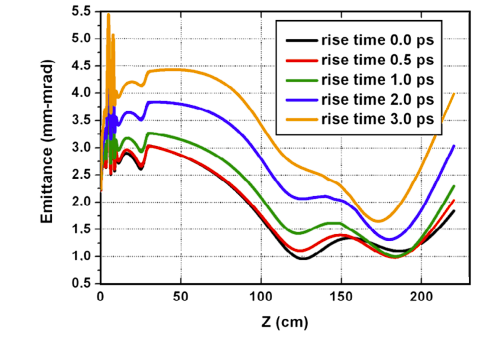 5.5
5.0
4.5
4.0
3.5
3.0
2.5
2.0
1.5
1.0
0.5
Emittance (mm-mrad)
rise time 0.0 ps
rise time 0.5 ps
rise time 1.0 ps
rise time 2.0 ps
rise time 3.0 ps
0 50 100 150 200
Z (cm)